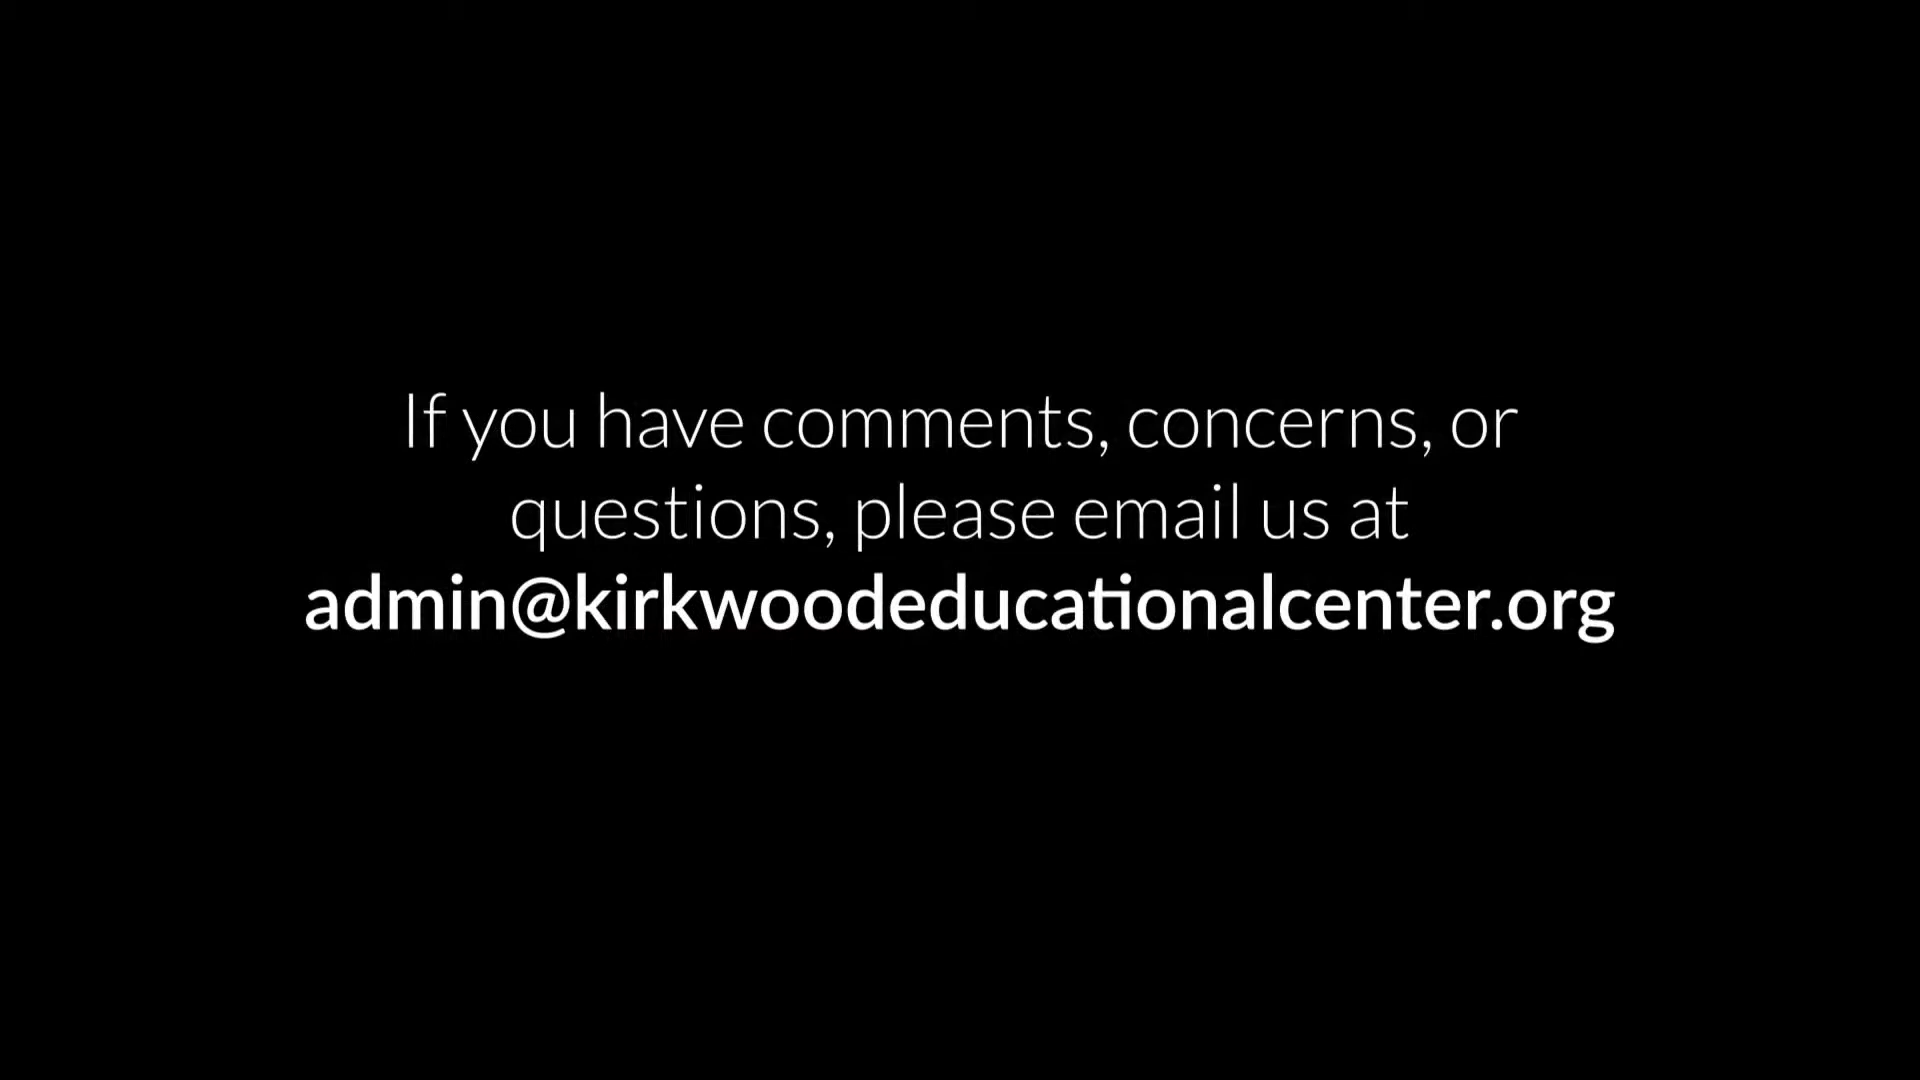 If you have comments, concerns, or
questions, please email us at
admin@kirkwoodeducationalcenter.org